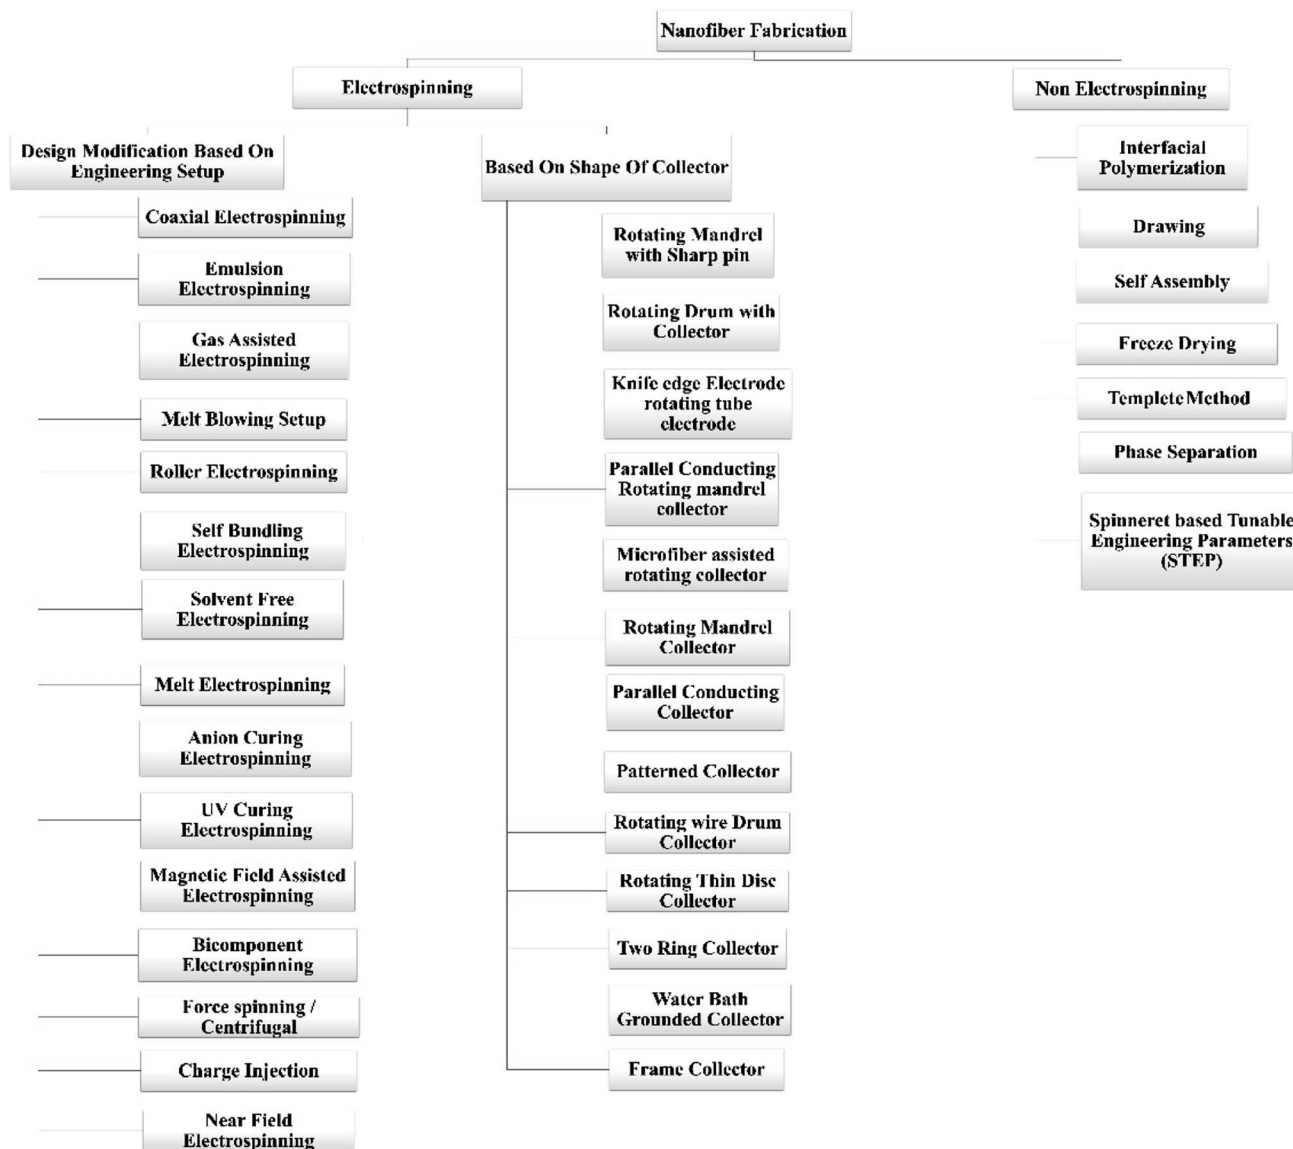 Nanofiber Fabrication
Electrospinning
Non Electrospinning
Design Modification Based On
Engineering Setup
Coaxial Electrospinning
Emulsion
Electrospinning
Gas Assisted
Electrospinning
Melt Blowing Setup
Roller Electrospinning
Self Bundling
Electrospinning
Solvent Free
Electrospinning
Melt Electrospinning
Anion Curing
Electrospinning
UV Curing
Electrospinning
Magnetic Field Assisted
Electrospinning
Bicomponent
Electrospinning
Force spinning /
Centrifugal
Charge Injection
Near Field
Electrospinning
Based On Shape Of Collector
Rotating Mandrel
with Sharp pin
Rotating Drum with
Collector
Knife edge Electrode
rotating tube
electrode
Parallel Conducting
Rotating mandrel
collector
Microfiber assisted
rotating collector
Rotating Mandrel
Collector
Parallel Conducting
Collector
Patterned Collector
Rotating wire Drum
Collector
Rotating Thin Disc
Collector
Two Ring Collector
Water Bath
Grounded Collector
Frame Collector
Interfacial
Polymerization
Drawing
Self Assembly
Freeze Drying
Templete Method
Phase Separation
Spinneret based Tunable
Engineering Parameters
(STEP)